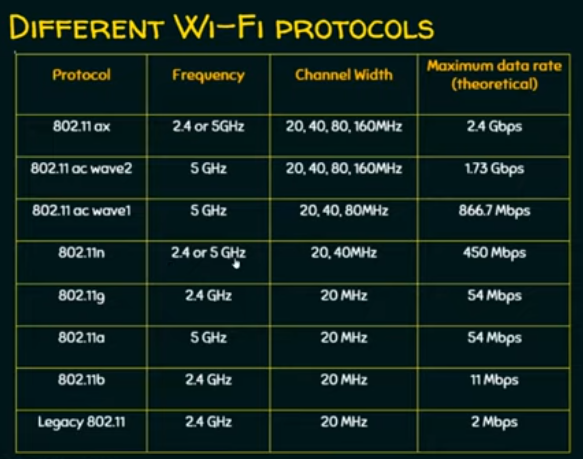 DIFFERENT WI-FI PROTOCOLS
Protocol Frequency Channel Width Maximum data rate (theoretical)
802.11 ax 2.4 or 5GHz 20, 40, 80, 160MHz 2.4 Gbps
802.11 ac wave2 5 GHz 20, 40, 80, 160MHz 1.73 Gbps
802.11 ac wave1 5 GHz 20, 40, 80MHz 866.7 Mbps
802.11n 2.4 or 5 GHz 20, 40MHz 450 Mbps
802.11g 2.4 GHz 20 MHz 54 Mbps
802.11a 5 GHz 20 MHz 54 Mbps
802.11b 2.4 GHz 20 MHz 11 Mbps
Legacy 802.11 2.4 GHz 20 MHz 2 Mbps